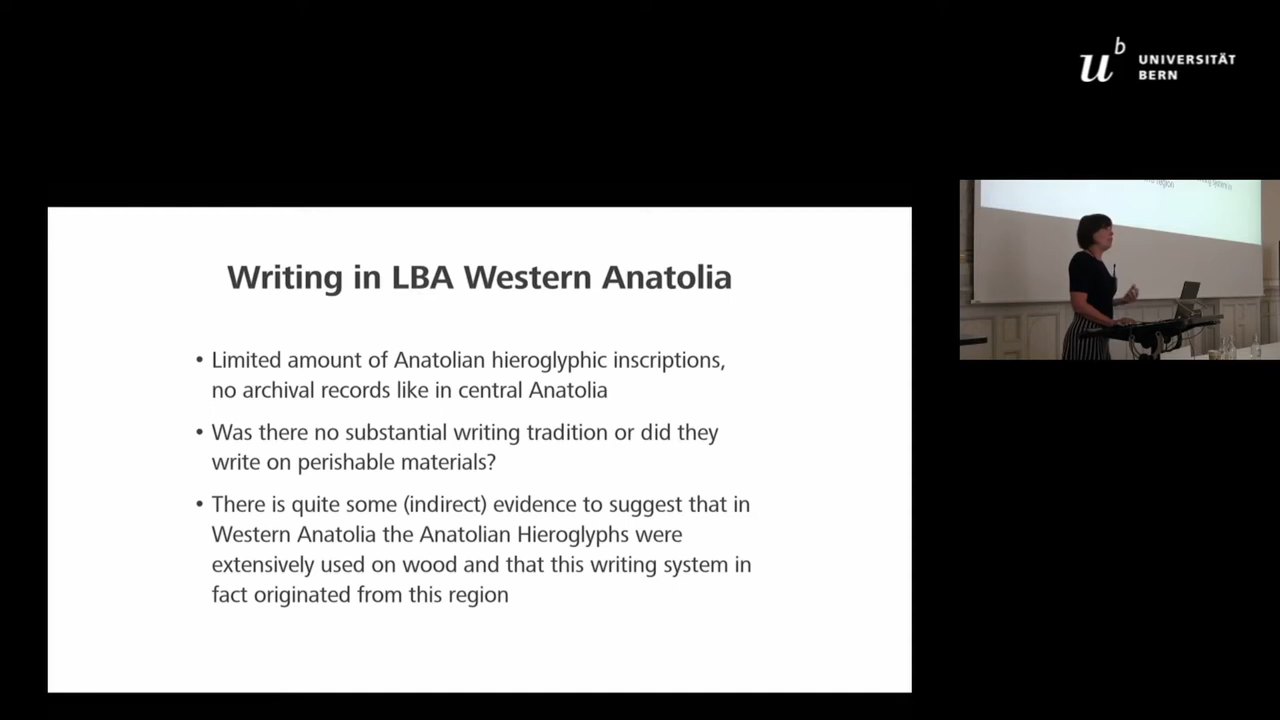 u
b
UNIVERSITÄT
BERN
Writing in LBA Western Anatolia
• Limited amount of Anatolian hieroglyphic inscriptions,
no archival records like in central Anatolia
• Was there no substantial writing tradition or did they
write on perishable materials?
• There is quite some (indirect) evidence to suggest that in
Western Anatolia the Anatolian Hieroglyphs were
extensively used on wood and that this writing system in
fact originated from this region
region